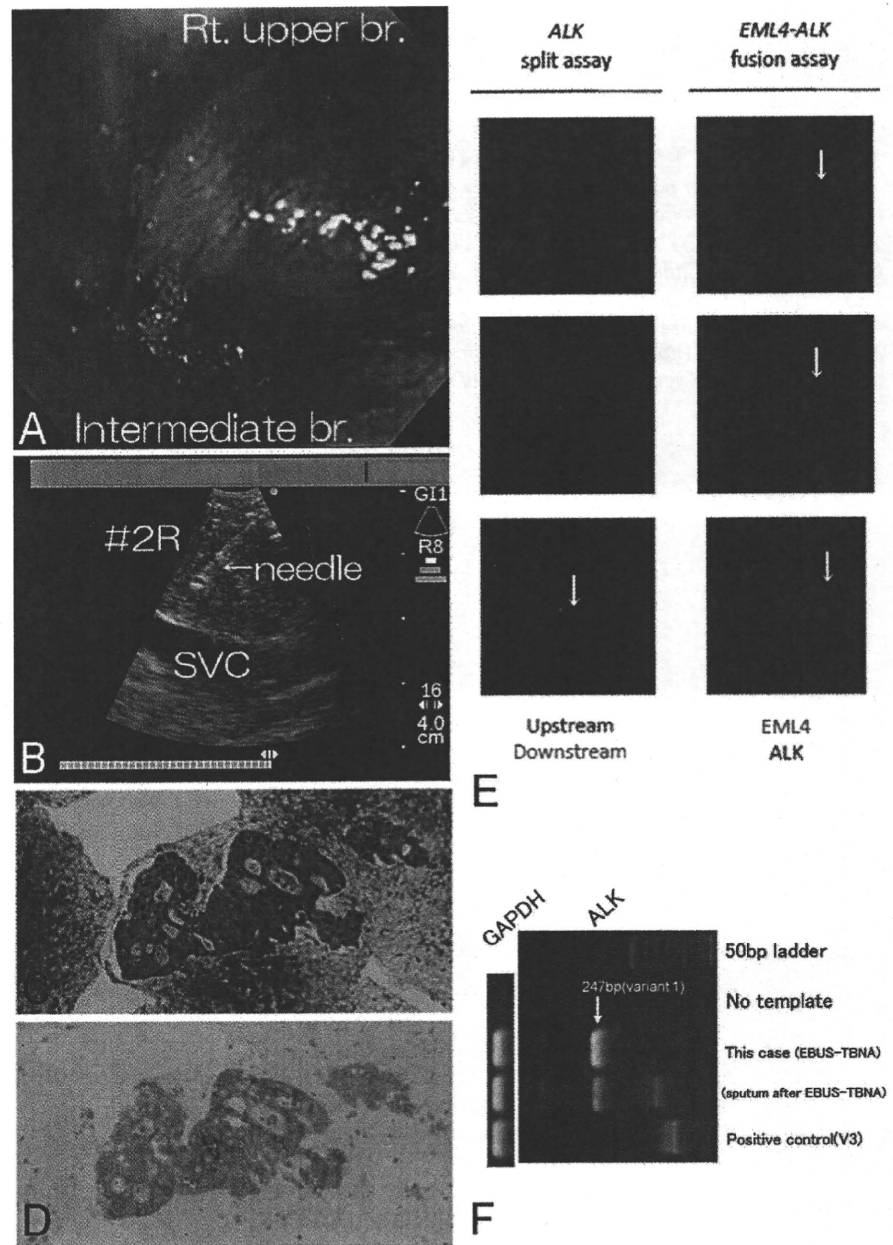 Rt. upper br.
A
Intermediate br.
#2R
←needle
SVC
GI1
R8
16
4.0
cm
B
D
ALK
split assay
EML4-ALK
fusion assay
Upstream
Downstream
EML4
ALK
E
GAPDH
ALK
247bp(variant 1)
50bp ladder
No template
This case (EBUS-TBNA)
(sputum after EBUS-TBNA)
Positive control(V3)
F